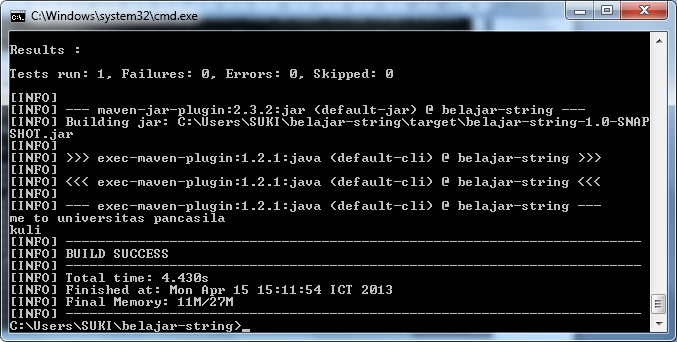 C:\Windows\system32\cmd.exe
Results :
Tests run: 1, Failures: 0, Errors: 0, Skipped: 0
[INFO]
[INFO] --- maven-jar-plugin:2.3.2:jar (default-jar) @ belajar-string ---
[INFO] Building jar: C:\Users\SUKI\belajar-string\target\belajar-string-1.0-SNAP
SHOT.jar
[INFO]
[INFO] >>> exec-maven-plugin:1.2.1:java (default-cli) @ belajar-string >>>
[INFO]
[INFO] <<< exec-maven-plugin:1.2.1:java (default-cli) @ belajar-string <<<
[INFO]
[INFO] --- exec-maven-plugin:1.2.1:java (default-cli) @ belajar-string ---
me to universitas pancasila
kuli
[INFO] ------------------------------------------------------------------------
[INFO] BUILD SUCCESS
[INFO] ------------------------------------------------------------------------
[INFO] Total time: 4.430s
[INFO] Finished at: Mon Apr 15 15:11:54 ICT 2013
[INFO] Final Memory: 11M/27M
[INFO] ------------------------------------------------------------------------
C:\Users\SUKI\belajar-string>_